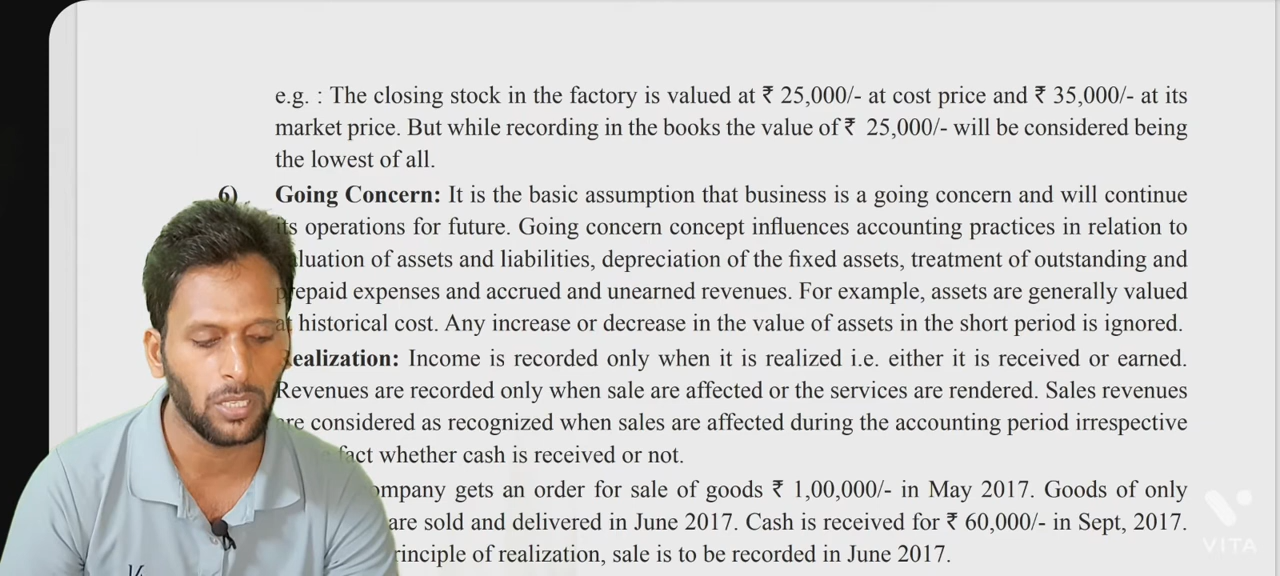 e.g. : The closing stock in the factory is valued at ₹ 25,000/- at cost price and ₹ 35,000/- at its
market price. But while recording in the books the value of ₹ 25,000/- will be considered being
the lowest of all.
6) Going Concern: It is the basic assumption that business is a going concern and will continue
its operations for future. Going concern concept influences accounting practices in relation to
aluation of assets and liabilities, depreciation of the fixed assets, treatment of outstanding and
prepaid expenses and accrued and unearned revenues. For example, assets are generally valued
at historical cost. Any increase or decrease in the value of assets in the short period is ignored.
Realization: Income is recorded only when it is realized i.e. either it is received or earned.
Revenues are recorded only when sale are affected or the services are rendered. Sales revenues
are considered as recognized when sales are affected during the accounting period irrespective
fact whether cash is received or not.
ompany gets an order for sale of goods ₹ 1,00,000/- in May 2017. Goods of only
are sold and delivered in June 2017. Cash is received for ₹ 60,000/- in Sept, 2017.
rinciple of realization, sale is to be recorded in June 2017.
VITA